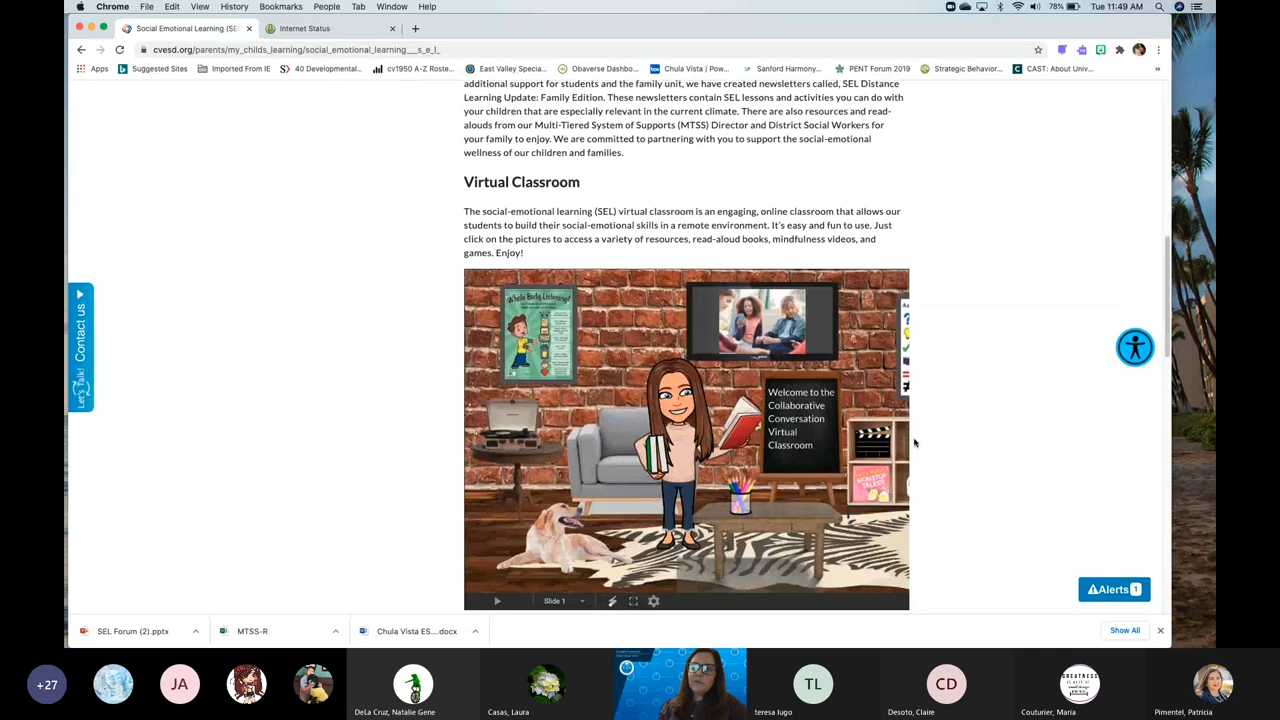 Chrome File Edit View History Bookmarks People Tab Window Help
78% Tue 11:49 AM
Social Emotional Learning (SE
Internet Status
cvesd.org/parents/my_childs_learning/social_emotional_learning___s_e_l_
Apps Suggested Sites Imported From IE 40 Developmental... cv1950 A-Z Roste... East Valley Specia... Obaverse Dashbo... Chula Vista | Pow... Sanford Harmony... PENT Forum 2019 Strategic Behavior... CAST: About Univ... »
additional support for students and the family unit, we have created newsletters called, SEL Distance
Learning Update: Family Edition. These newsletters contain SEL lessons and activities you can do with
your children that are especially relevant in the current climate. There are also resources and read-
alouds from our Multi-Tiered System of Supports (MTSS) Director and District Social Workers for
your family to enjoy. We are committed to partnering with you to support the social-emotional
wellness of our children and families.
Virtual Classroom
The social-emotional learning (SEL) virtual classroom is an engaging, online classroom that allows our
students to build their social-emotional skills in a remote environment. It's easy and fun to use. Just
click on the pictures to access a variety of resources, read-aloud books, mindfulness videos, and
games. Enjoy!
Let's Talk! Contact us
Whole Body Listening!
Welcome to the
Collaborative
Conversation
Virtual
Classroom
NONSTOP
TALKER
Slide 1
Alerts 1
SEL Forum (2).pptx
MTSS-R
Chula Vista ES....docx
Show All
+27
JA
DeLa Cruz, Natalie Gene
Casas, Laura
TL
teresa lugo
CD
Desoto, Claire
GREATNESS
Couturier, Maria
Pimentel, Patricia